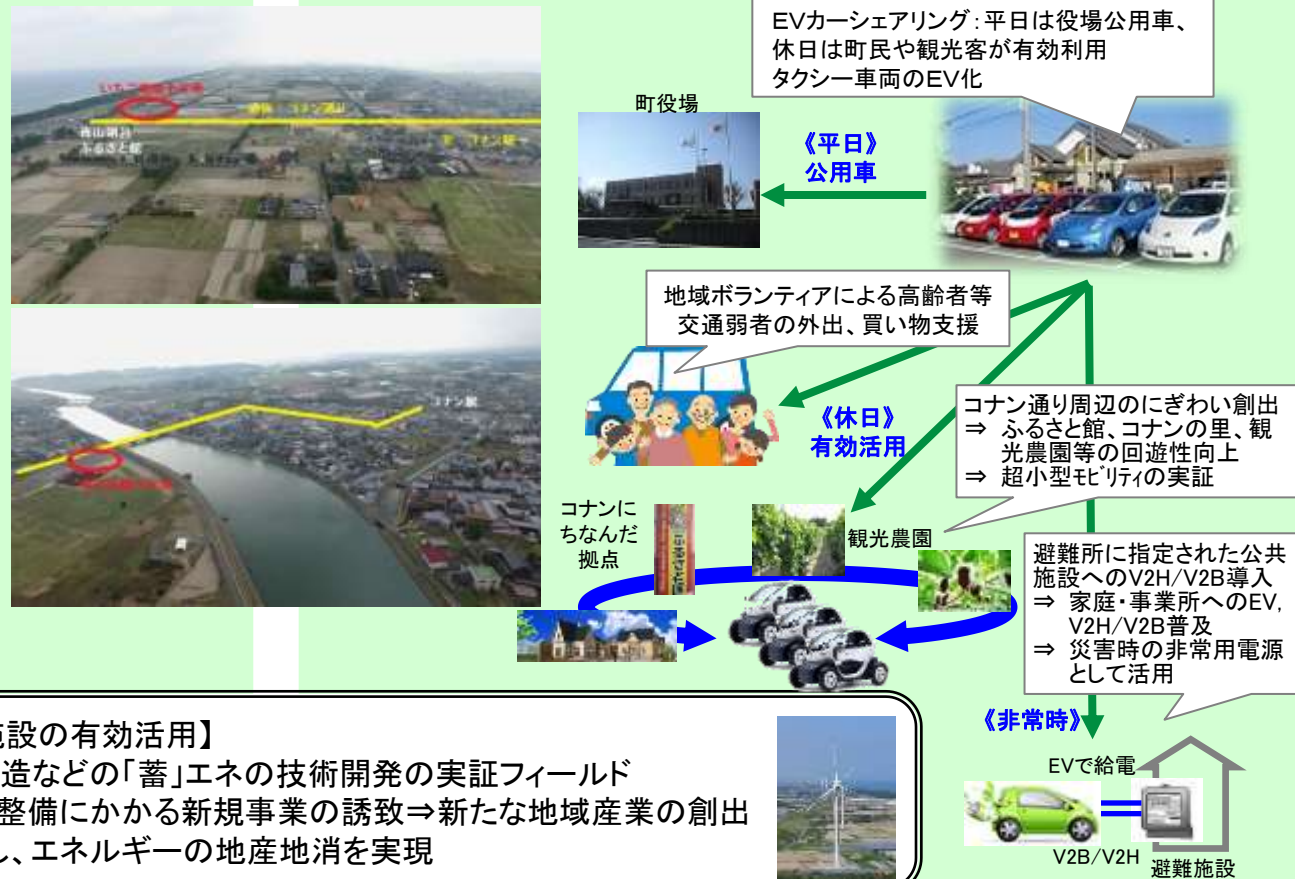 EVカーシェアリング：平日は役場公用車、
休日は町民や観光客が有効利用
タクシー車両のEV化
町役場
《平日》
公用車
青山剛昌
ふるさと館
地域ボランティアによる高齢者等
交通弱者の外出、買い物支援
コナン駅
《休日》
有効活用
コナン通り周辺のにぎわい創出
⇒ ふるさと館、コナンの里、観
光農園等の回遊性向上
⇒ 超小型ﾓﾋﾞﾘﾃｨの実証
コナンに
ちなんだ
拠点
観光農園
避難所に指定された公共
施設へのV2H/V2B導入
⇒ 家庭・事業所へのEV,
V2H/V2B普及
⇒ 災害時の非常用電源
として活用
《非常時》
EVで給電
V2B/V2H
避難施設
設の有効活用】
造などの「蓄」エネの技術開発の実証フィールド
整備にかかる新規事業の誘致⇒新たな地域産業の創出
し、エネルギーの地産地消を実現